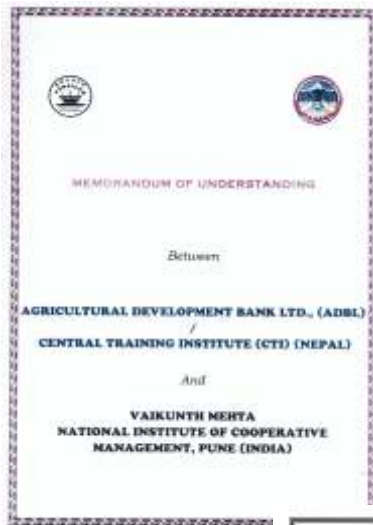 MEMORANDUM OF UNDERSTANDING
Between
AGRICULTURAL DEVELOPMENT BANK LTD., (ADBL)
/
CENTRAL TRAINING INSTITUTE (CTI) (NEPAL)
And
VAIKUNTH MEHTA
NATIONAL INSTITUTE OF COOPERATIVE
MANAGEMENT, PUNE (INDIA)